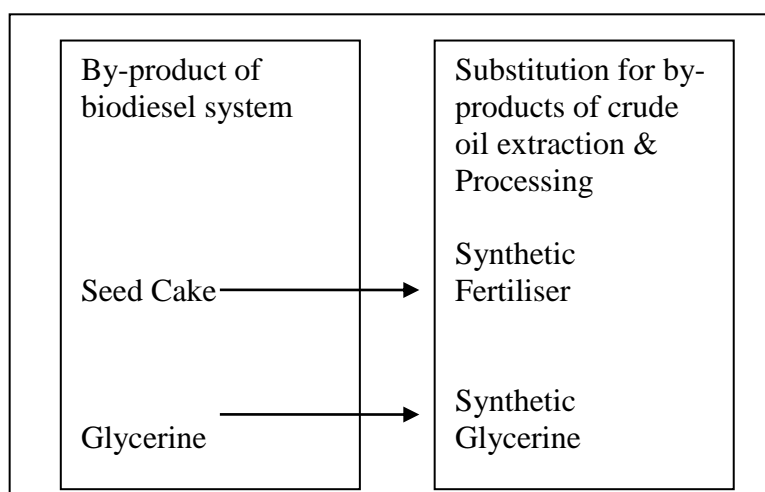 By-product of
biodiesel system
Seed Cake
Glycerine
Substitution for by-
products of crude
oil extraction &
Processing
Synthetic
Fertiliser
Synthetic
Glycerine